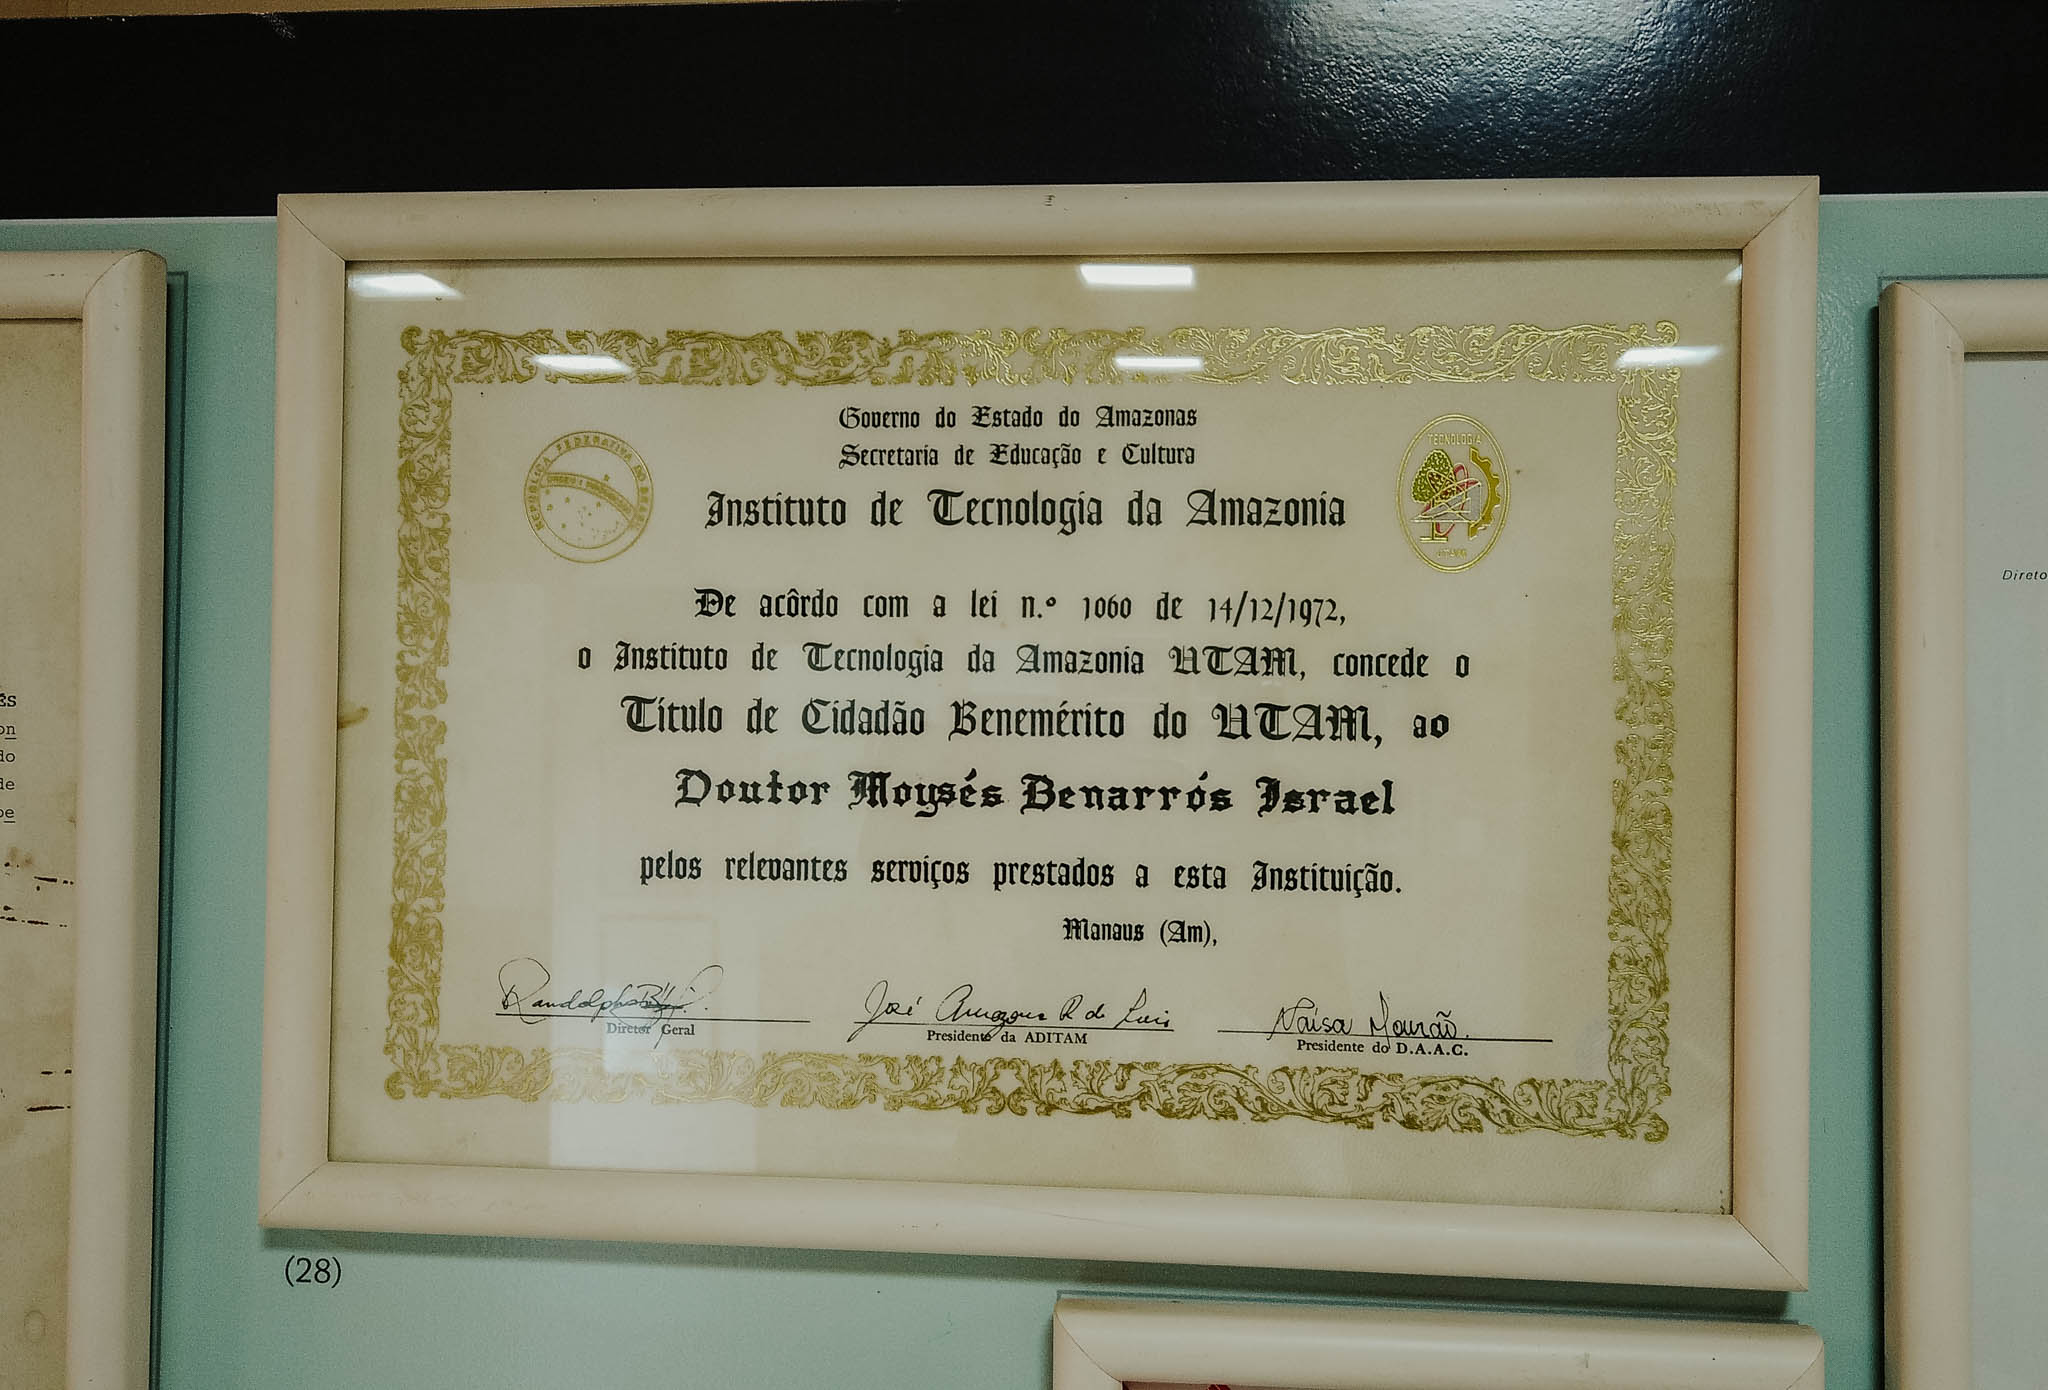 Governo do Estado do Amazonas
Secretaria de Educação e Cultura
Instituto de Tecnologia da Amazonia
REPÚBLICA FEDERATIVA DO BRASIL
TECNOLOGIA
UTAM
De acôrdo com a lei n.º 1060 de 14/12/1972,
o Instituto de Tecnologia da Amazonia UTAM, concede o
Título de Cidadão Benemérito do UTAM, ao
Doutor Moysés Benarrós Israel
pelos relevantes serviços prestados a esta Instituição.
Manaus (Am),
José Amazonas R de Luis
Naísa Mourão.
Diretor Geral
Presidente da ADITAM
Presidente do D.A.A.C.
(28)
ÉS
on
do
de
pe
Direto